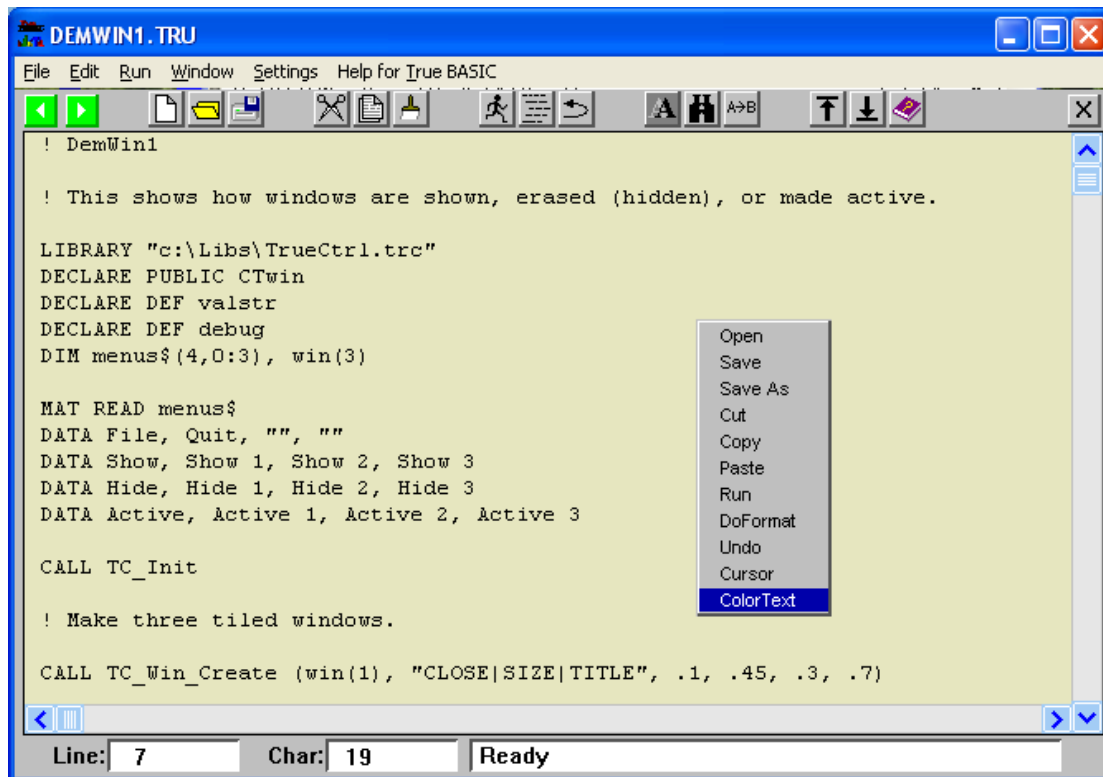 DEMWIN1.TRU
File Edit Run Window Settings Help for True BASIC
A A→B ?
! DemWin1
! This shows how windows are shown, erased (hidden), or made active.
LIBRARY "c:\Libs\TrueCtrl.trc"
DECLARE PUBLIC CTwin
DECLARE DEF valstr
DECLARE DEF debug
DIM menus$(4,0:3), win(3)
MAT READ menus$
DATA File, Quit, "", ""
DATA Show, Show 1, Show 2, Show 3
DATA Hide, Hide 1, Hide 2, Hide 3
DATA Active, Active 1, Active 2, Active 3
CALL TC_Init
! Make three tiled windows.
CALL TC_Win_Create (win(1), "CLOSE|SIZE|TITLE", .1, .45, .3, .7)
Open
Save
Save As
Cut
Copy
Paste
Run
DoFormat
Undo
Cursor
ColorText
Line: 7 Char: 19 Ready